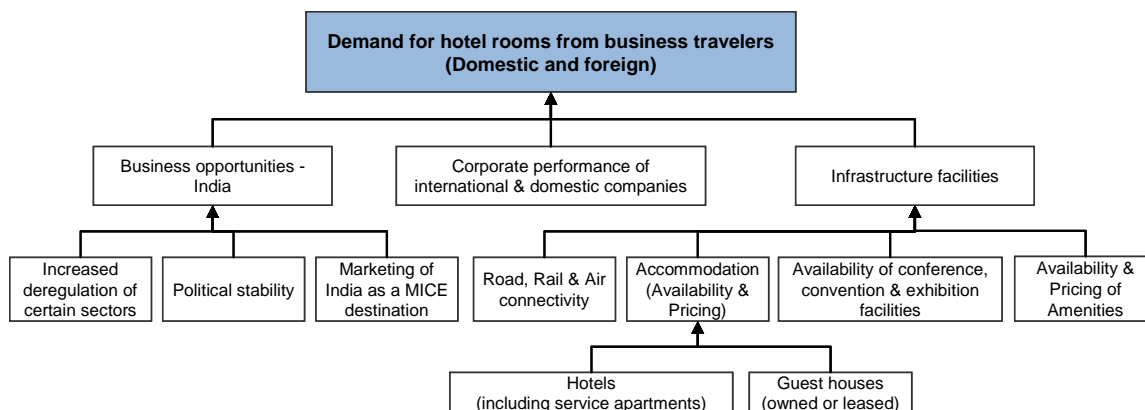 Demand for hotel rooms from business travelers
(Domestic and foreign)
Business opportunities -
India
Corporate performance of
international & domestic companies
Infrastructure facilities
Increased
deregulation of
certain sectors
Political stability
Marketing of
India as a MICE
destination
Road, Rail & Air
connectivity
Accommodation
(Availability &
Pricing)
Availability of conference,
convention & exhibition
facilities
Availability &
Pricing of
Amenities
Hotels
(including service apartments)
Guest houses
(owned or leased)